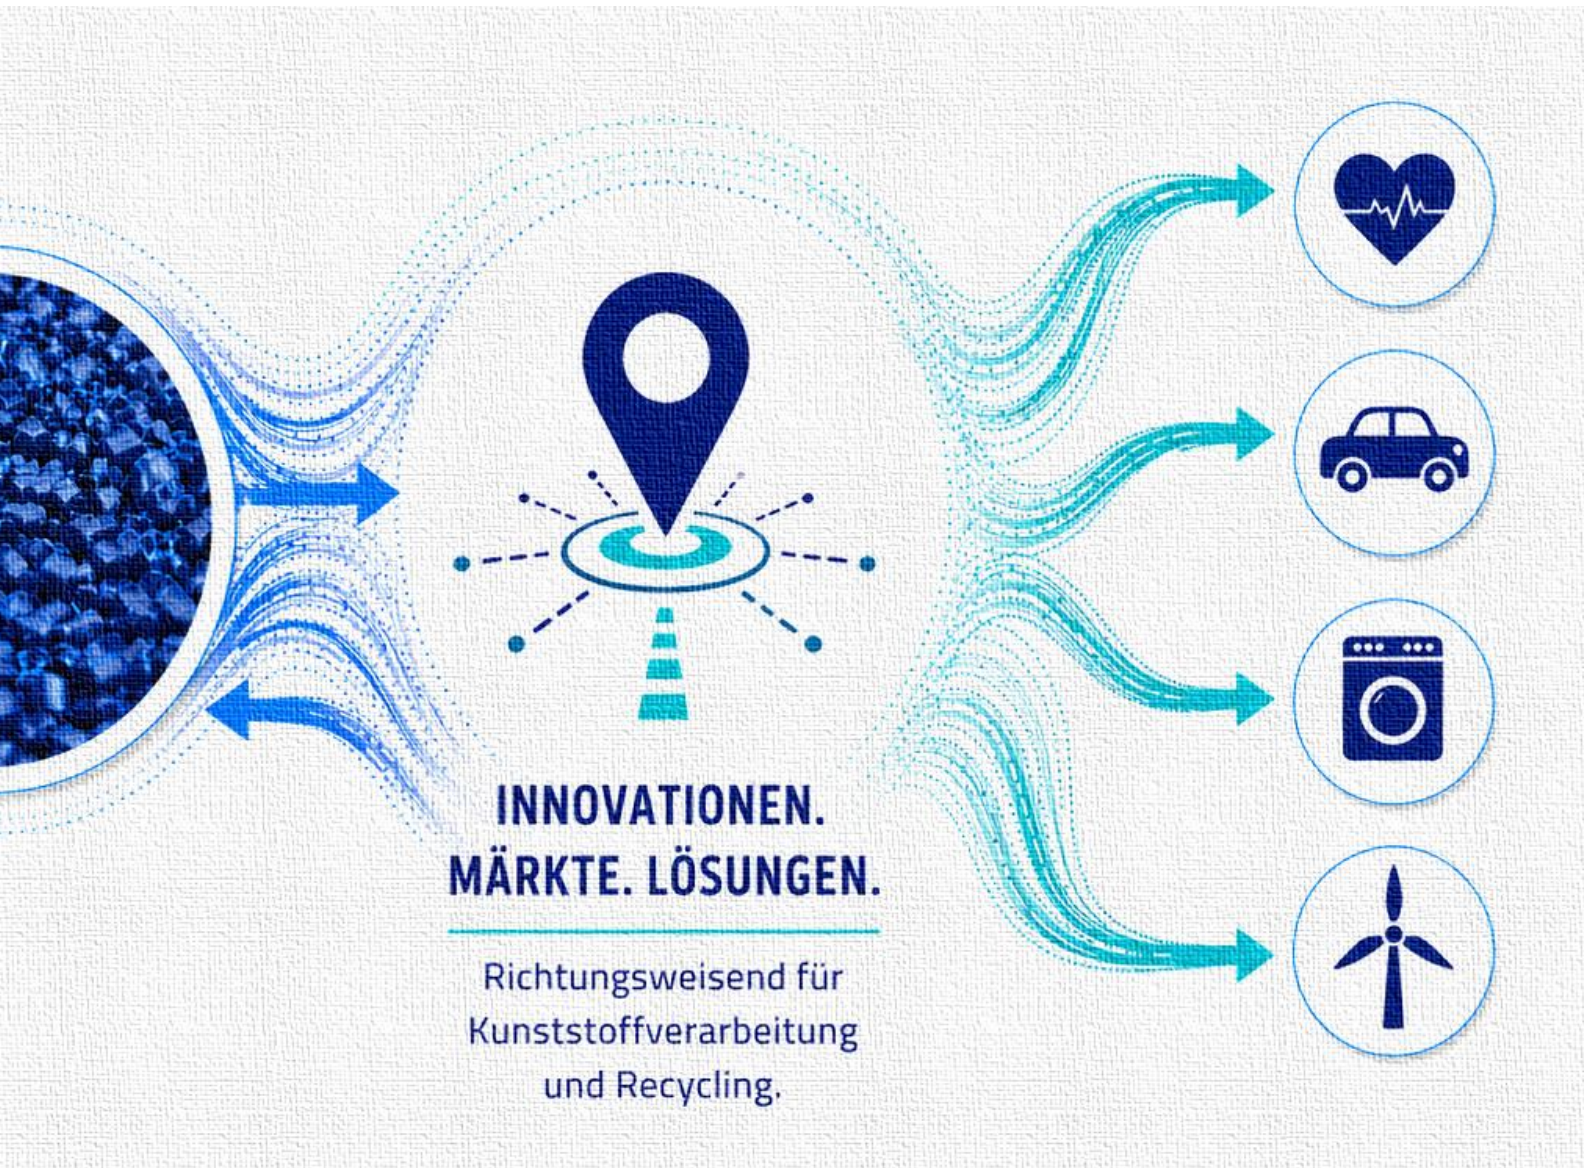 INNOVATIONEN.
MÄRKTE. LÖSUNGEN.
Richtungsweisend für
Kunststoffverarbeitung
und Recycling.